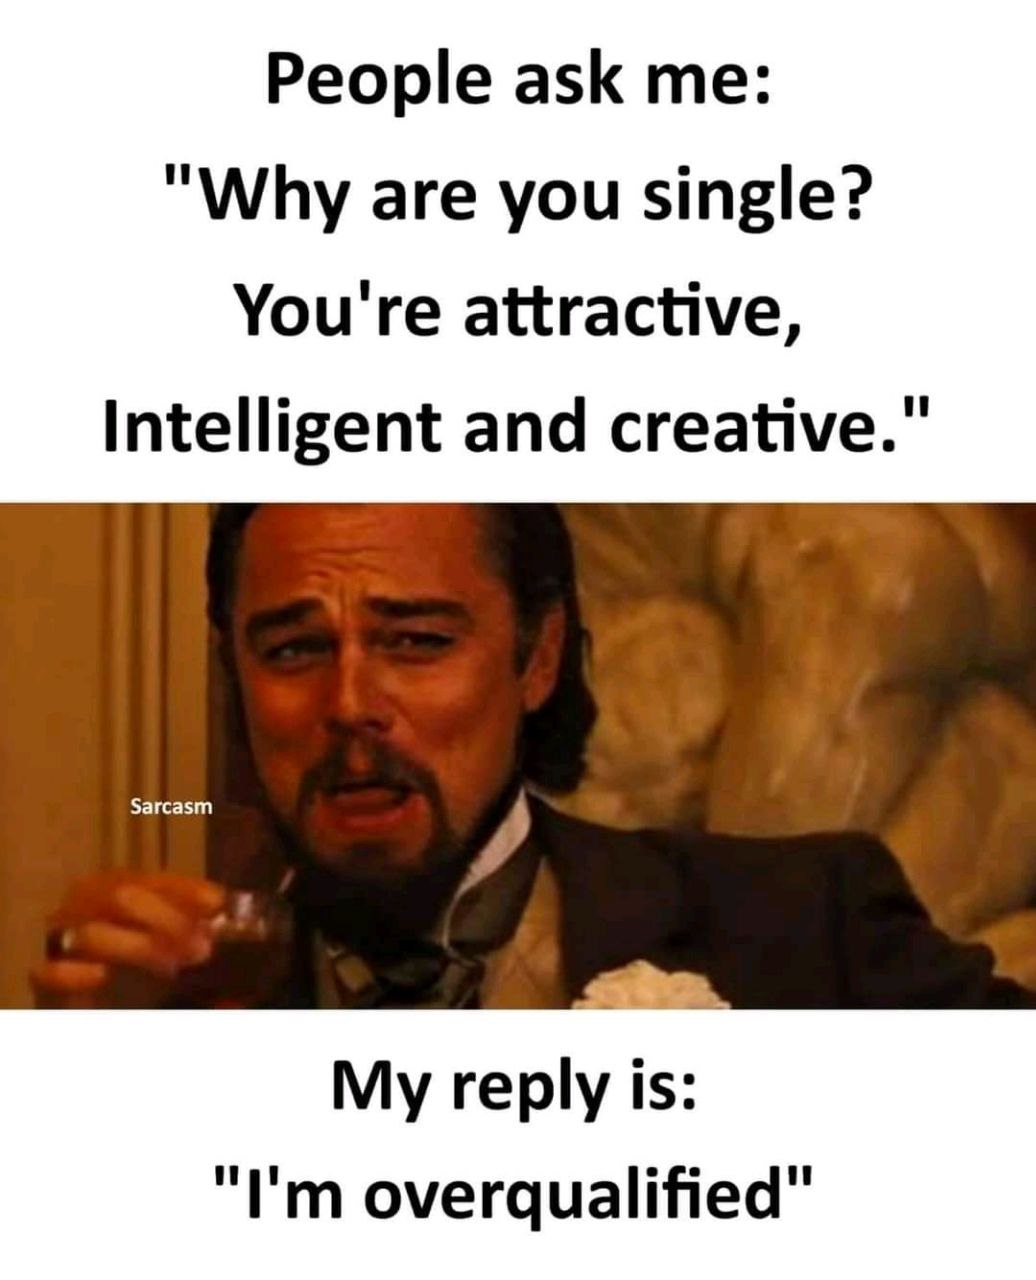 People ask me:
"Why are you single?
You're attractive,
Intelligent and creative."
Sarcasm
My reply is:
"I'm overqualified"